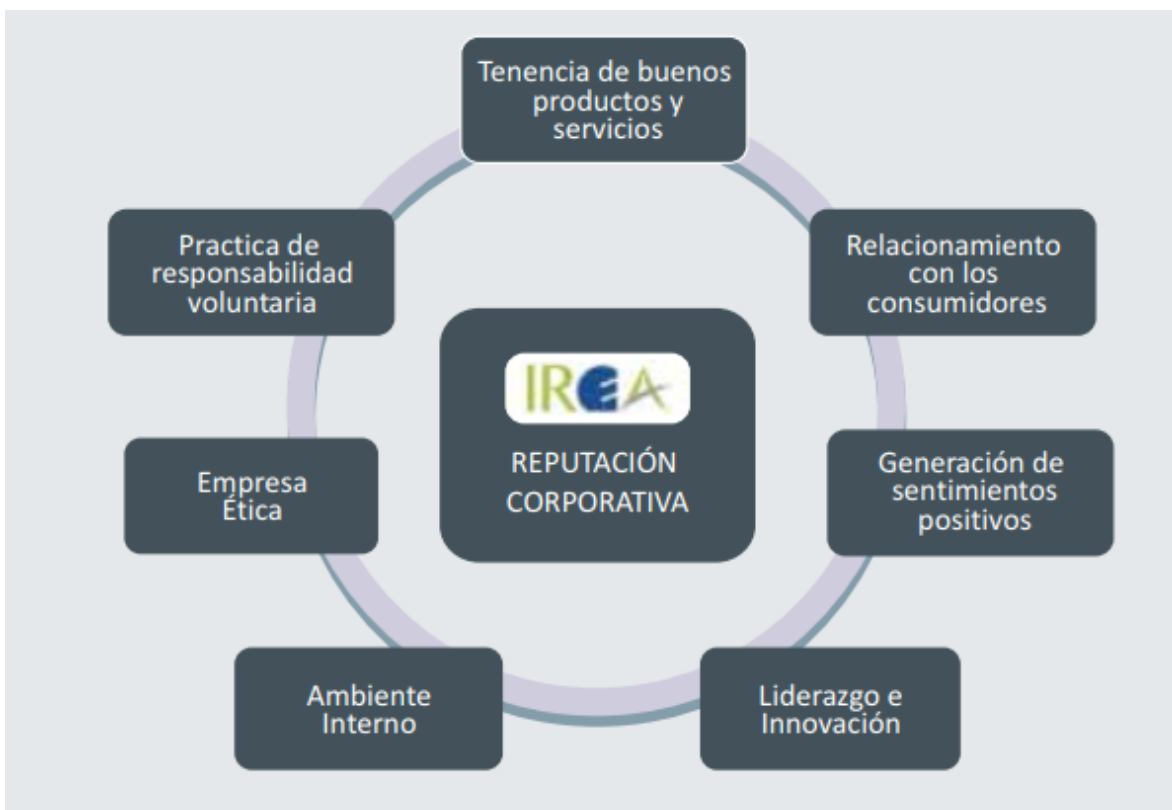 Tenencia de buenos
productos y
servicios
Relacionamiento
con los
consumidores
Generación de
sentimientos
positivos
Liderazgo e
Innovación
Ambiente
Interno
Empresa
Ética
Practica de
responsabilidad
voluntaria
IREA
REPUTACIÓN
CORPORATIVA